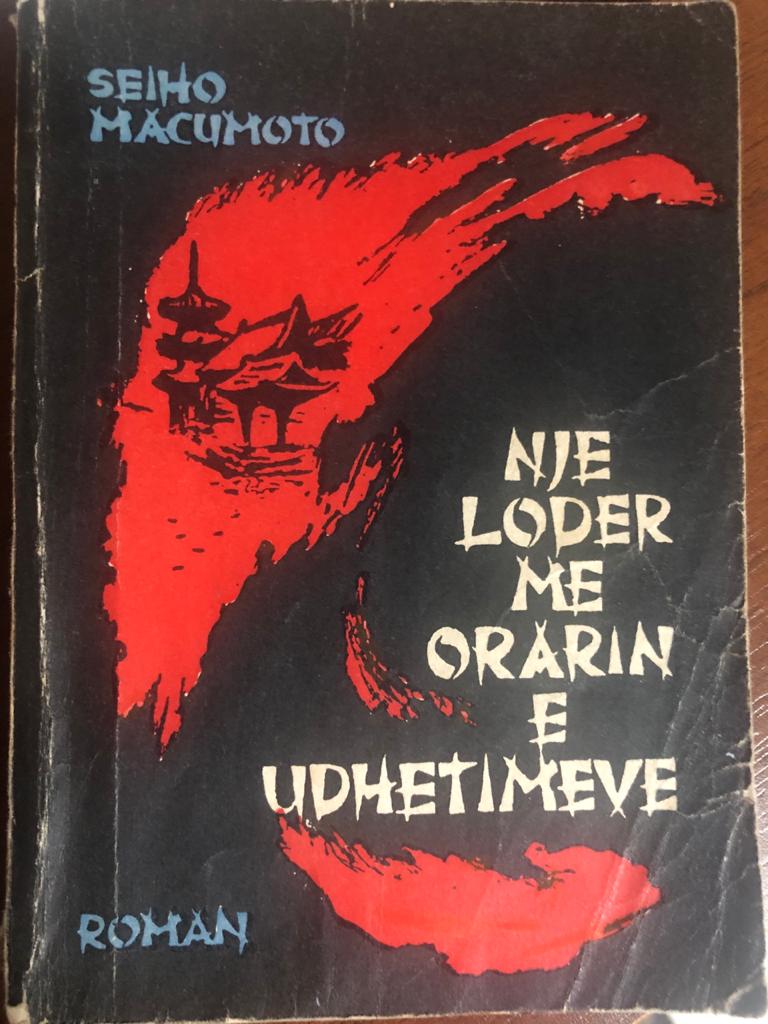 SEIHO
MACUMOTO
NJE
LODER
ME
ORARIN
E
UDHETIMEVE
ROMAN